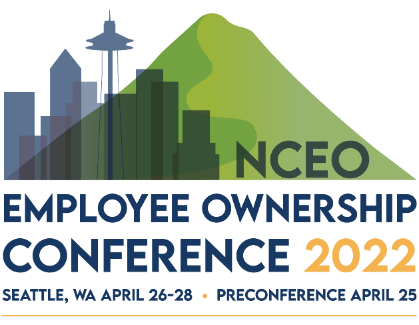 NCEO
EMPLOYEE OWNERSHIP
CONFERENCE 2022
SEATTLE, WA APRIL 26-28 • PRECONFERENCE APRIL 25